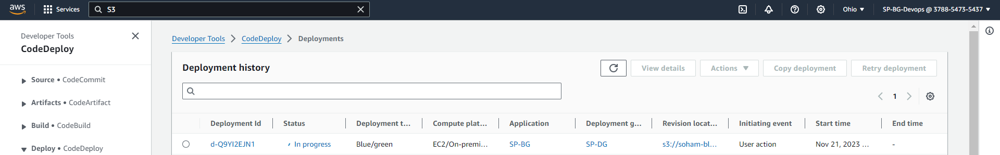 aws Services S3 Ohio ▼ SP-BG-Devops @ 3788-5473-5437 ▼
Developer Tools
CodeDeploy
Source • CodeCommit
Artifacts • CodeArtifact
Build • CodeBuild
Deploy • CodeDeploy
Developer Tools > CodeDeploy > Deployments
Deployment history
View details Actions ▼ Copy deployment Retry deployment
1
Deployment Id Status Deployment t... Compute plat... Application Deployment g... Revision locat... Initiating event Start time End time
d-Q9YI2EJN1 In progress Blue/green EC2/On-premi... SP-BG SP-DG s3://soham-bl... User action Nov 21, 2023 ... -